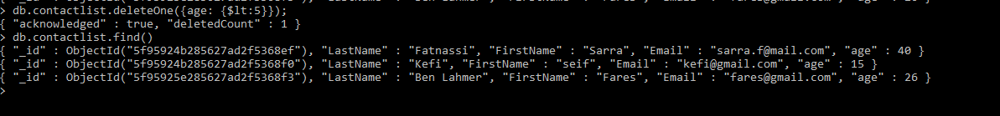 > db.contactlist.deleteOne({age: {$lt:5}});
{ "acknowledged" : true, "deletedCount" : 1 }
> db.contactlist.find()
{ "_id" : ObjectId("5f95924b285627ad2f5368ef"), "LastName" : "Fatnassi", "FirstName" : "Sarra", "Email" : "sarra.f@mail.com", "age" : 40 }
{ "_id" : ObjectId("5f95924b285627ad2f5368f0"), "LastName" : "Kefi", "FirstName" : "seif", "Email" : "kefi@gmail.com", "age" : 15 }
{ "_id" : ObjectId("5f95925e285627ad2f5368f3"), "LastName" : "Ben Lahmer", "FirstName" : "Fares", "Email" : "fares@gmail.com", "age" : 26 }
>